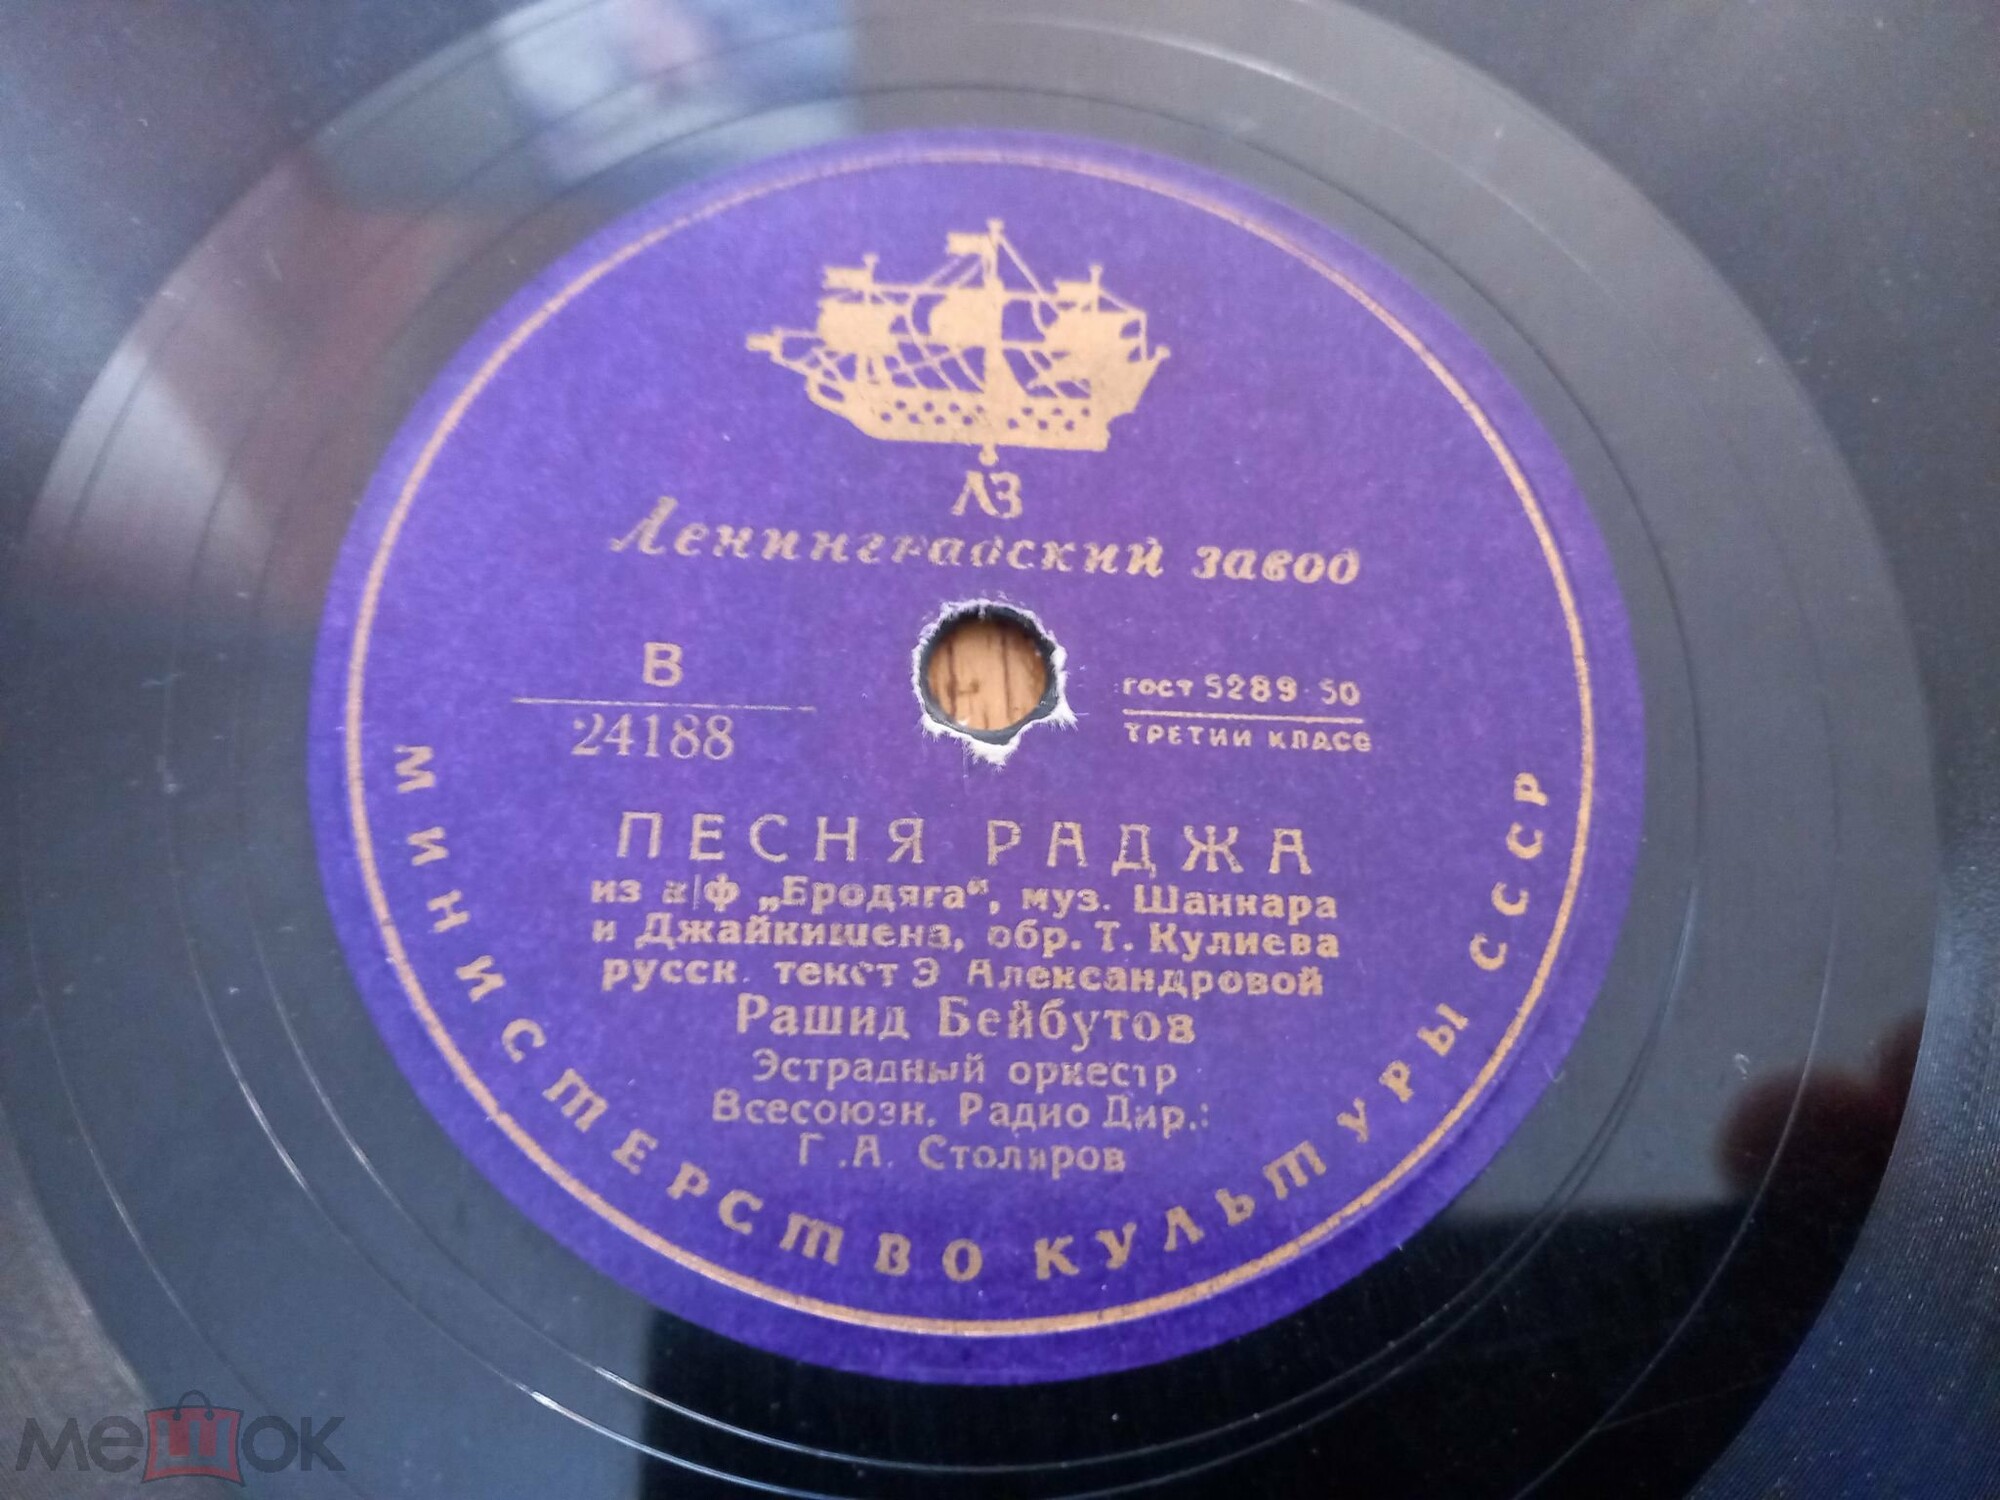 ЛЗ
Ленинградский завод
В
24188
гост 5289-50
ТРЕТИЙ КЛАСС
ПЕСНЯ РАДЖА
из к/ф „Бродяга", муз. Шанкара
и Джайкишена, обр. Т. Кулиева
русск. текст Э Александровой
Рашид Бейбутов
Эстрадный оркестр
Всесоюзн. Радио Дир.:
Г.А. Столяров
МИНИСТЕРСТВО КУЛЬТУРЫ СССР
мешок